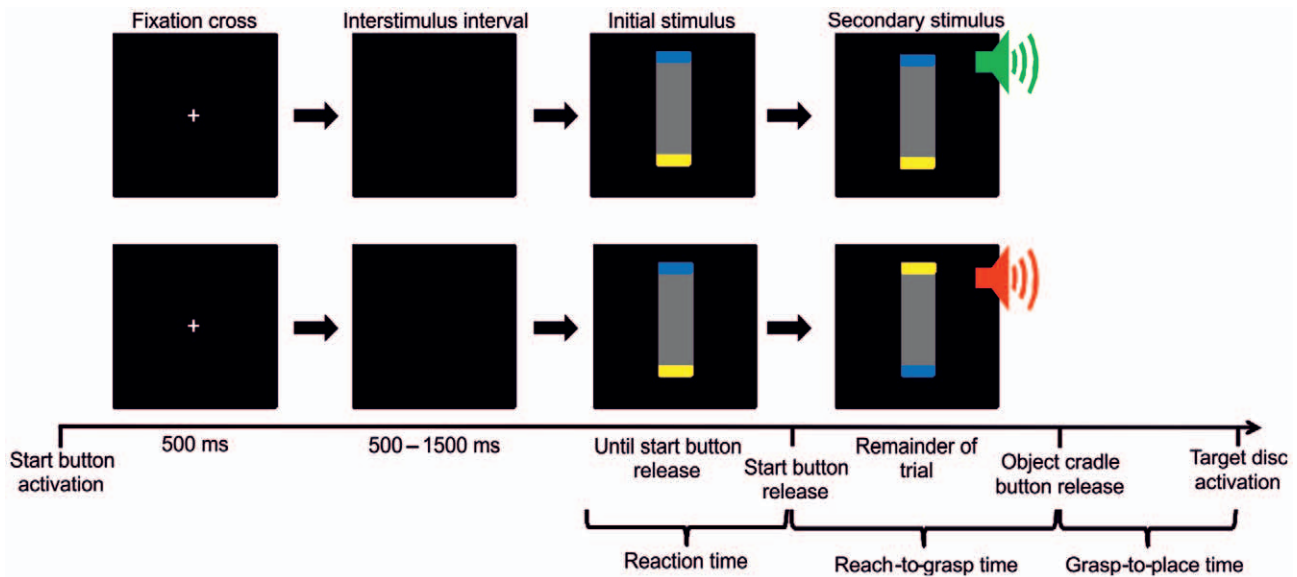 Fixation cross
Interstimulus interval
Initial stimulus
Secondary stimulus
Start button
activation
500 ms
500 – 1500 ms
Until start button
release
Start button
release
Remainder of
trial
Object cradle
button release
Target disc
activation
Reaction time
Reach-to-grasp time
Grasp-to-place time